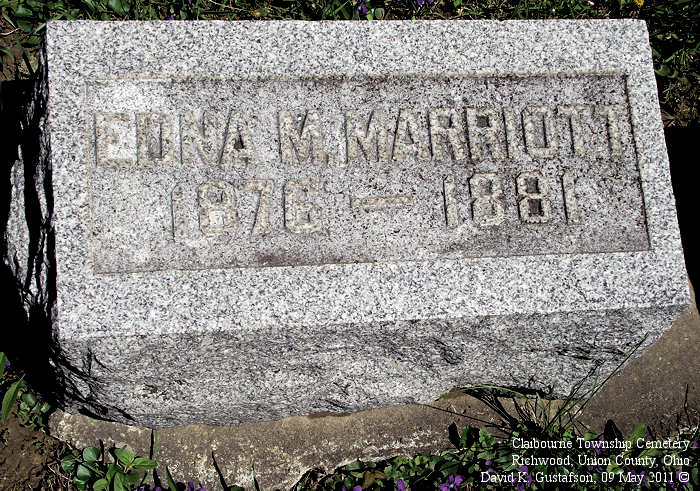 EDNA M. MARRIOTT
1876 — 1881
Claibourne Township Cemetery
Richwood, Union County, Ohio
David K. Gustafson, 09 May 2011 ©